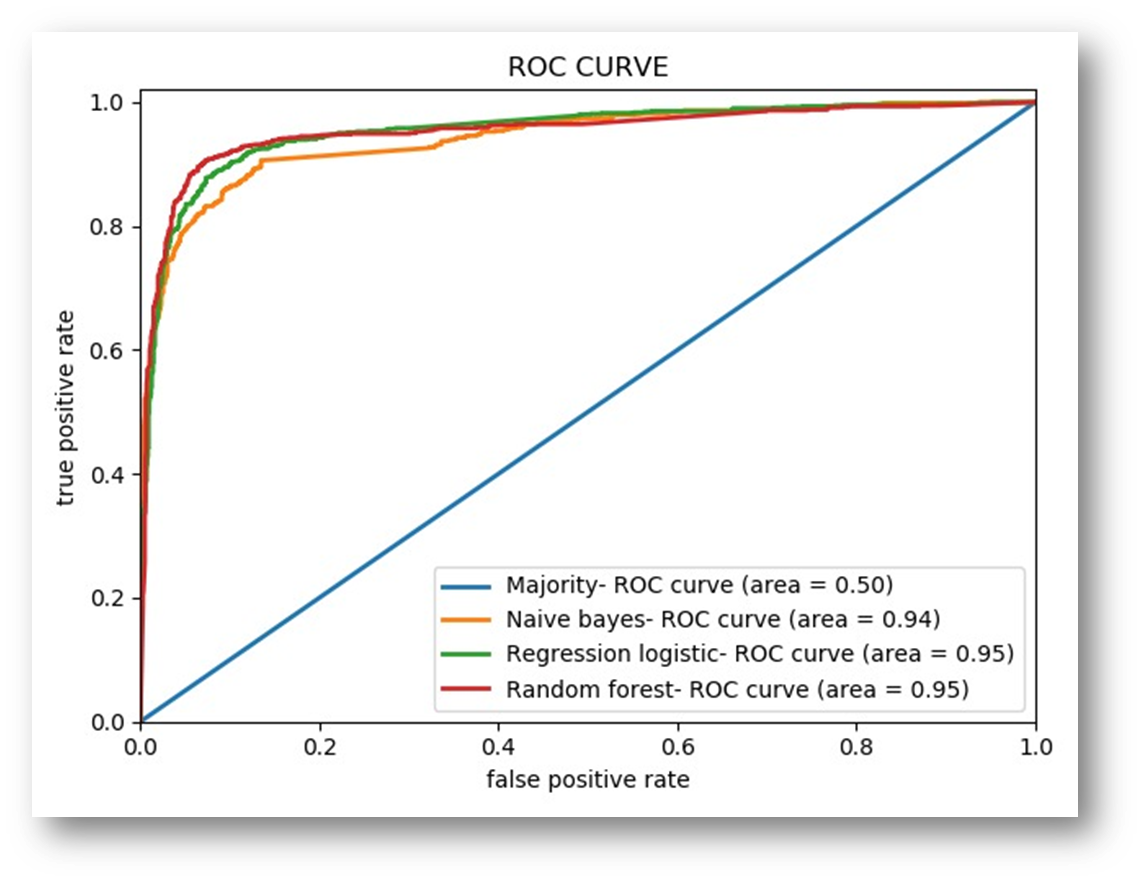 ROC CURVE
1.0
0.8
0.6
0.4
0.2
0.0
true positive rate
Majority- ROC curve (area = 0.50)
Naive bayes- ROC curve (area = 0.94)
Regression logistic- ROC curve (area = 0.95)
Random forest- ROC curve (area = 0.95)
0.0 0.2 0.4 0.6 0.8 1.0
false positive rate